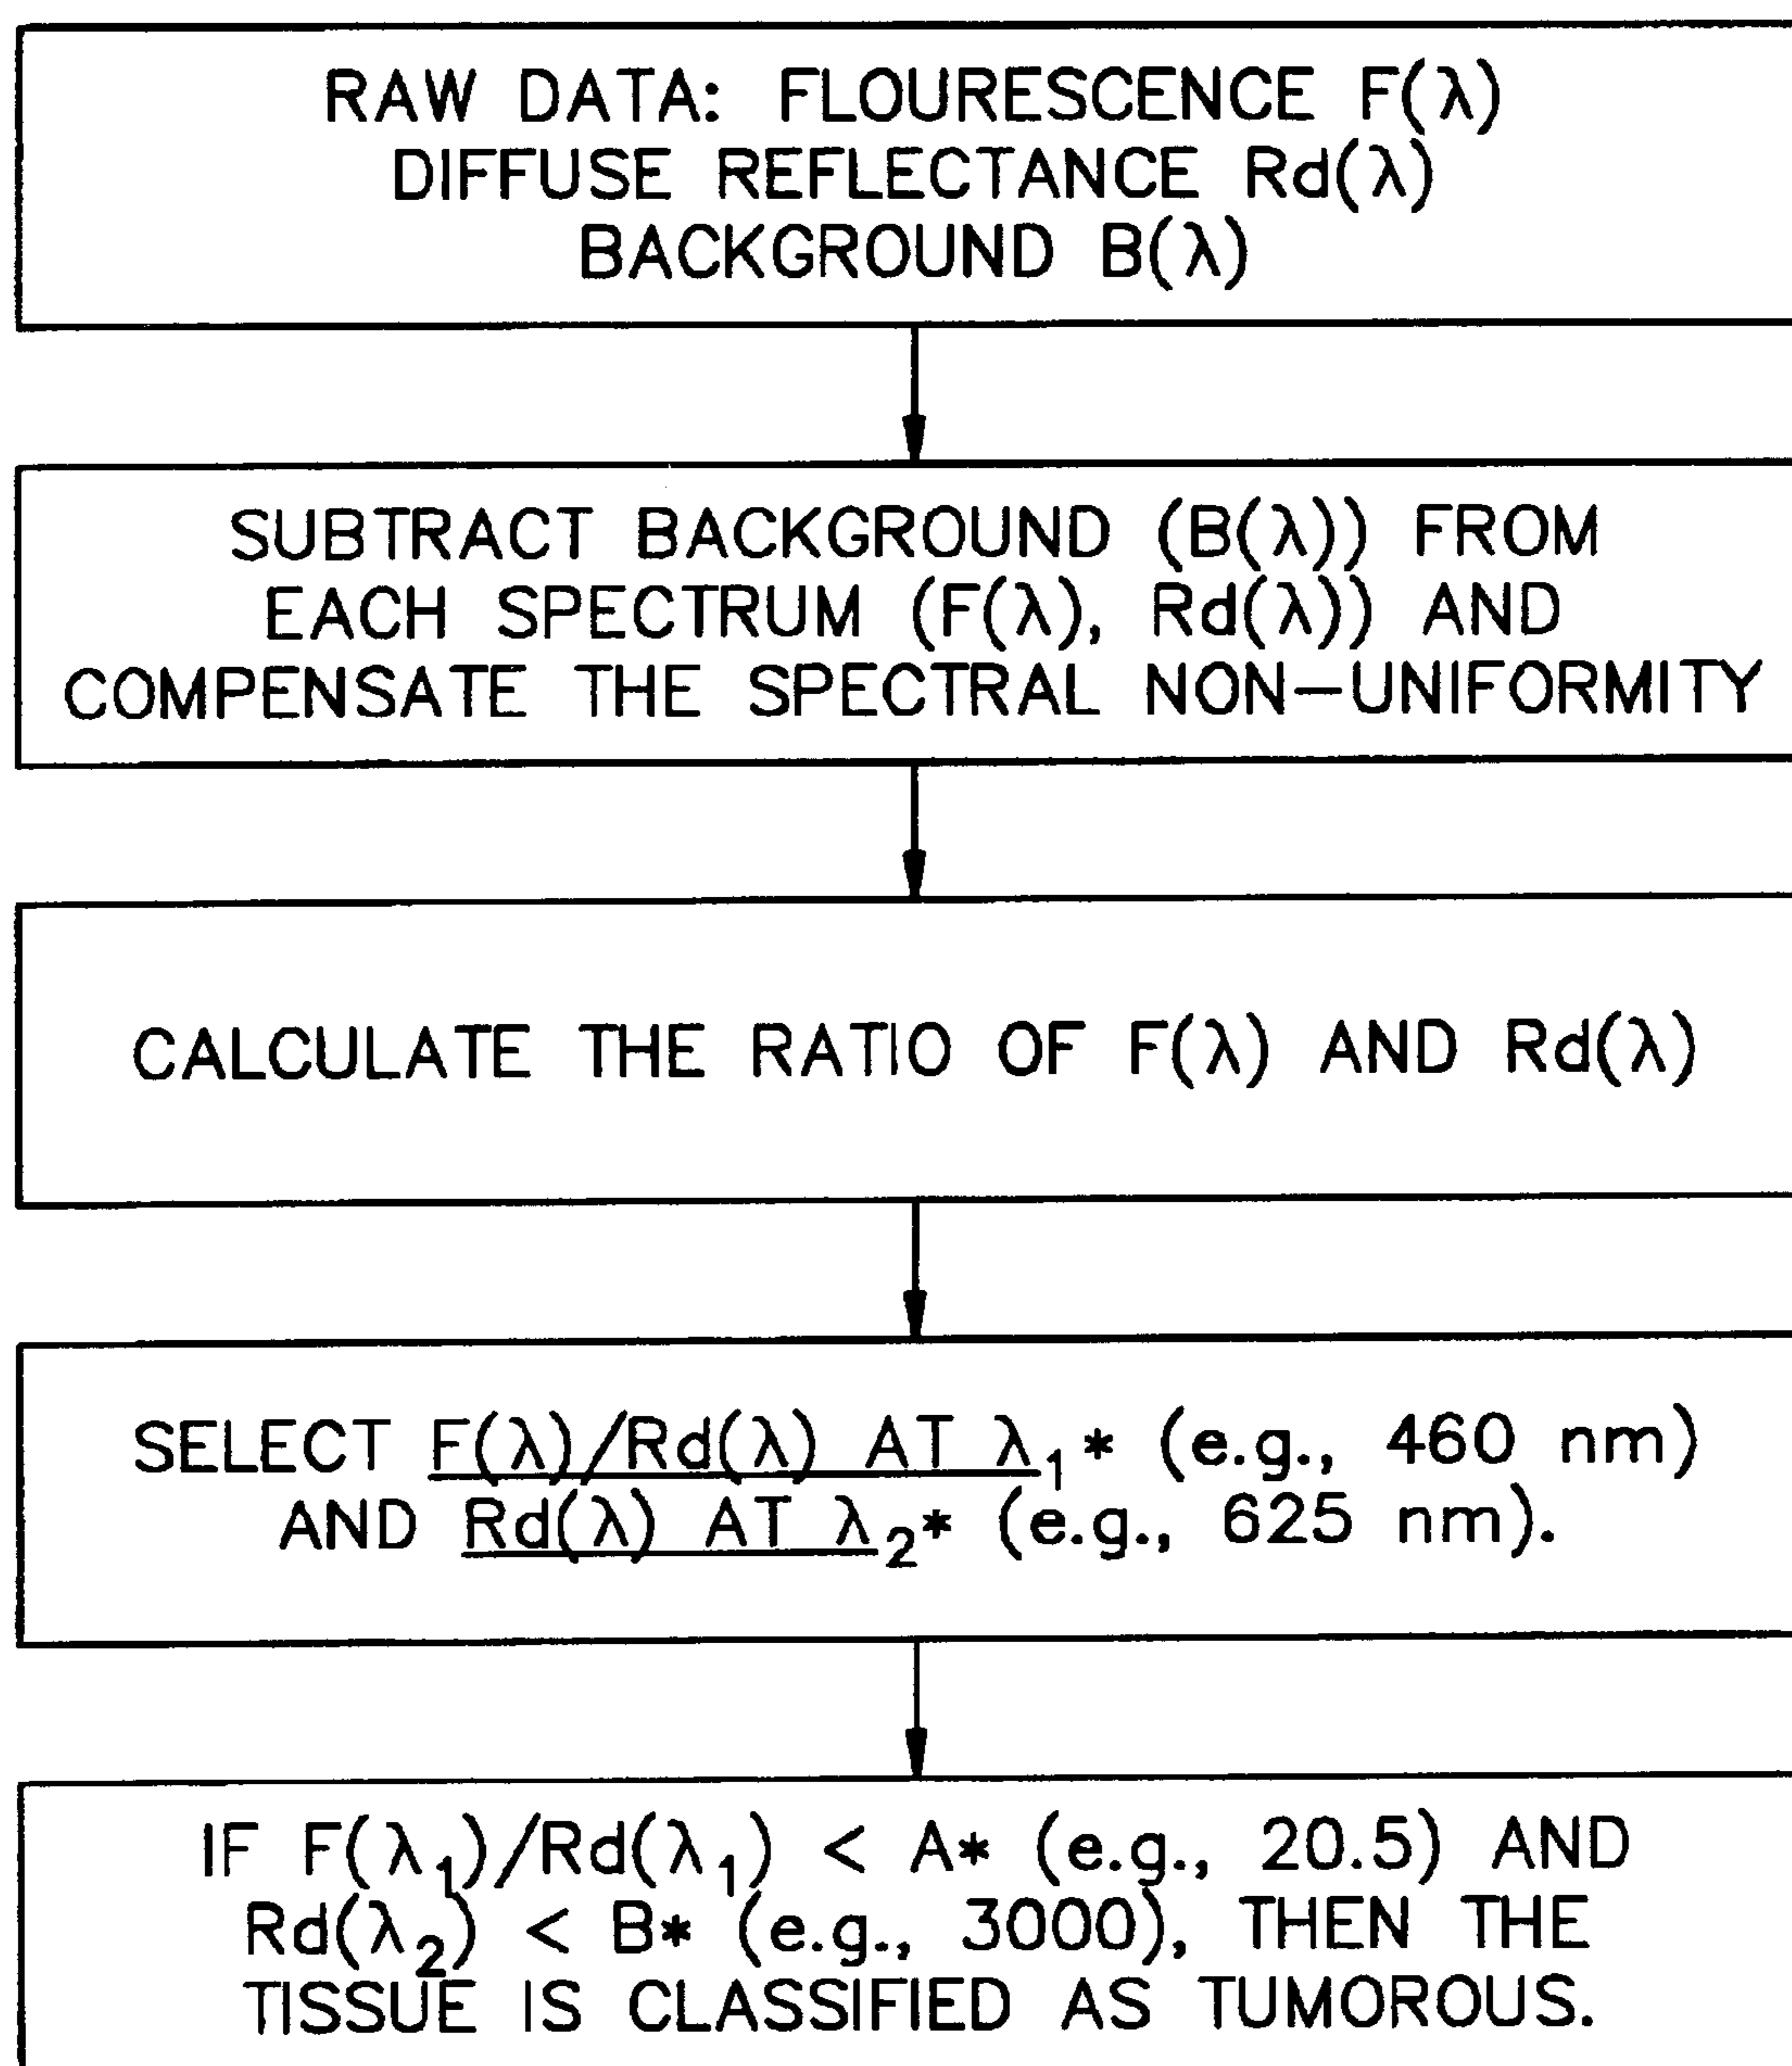 RAW DATA: FLOURESCENCE F(λ)
DIFFUSE REFLECTANCE Rd(λ)
BACKGROUND B(λ)
SUBTRACT BACKGROUND (B(λ)) FROM
EACH SPECTRUM (F(λ), Rd(λ)) AND
COMPENSATE THE SPECTRAL NON-UNIFORMITY
CALCULATE THE RATIO OF F(λ) AND Rd(λ)
SELECT F(λ)/Rd(λ) AT λ₁* (e.g., 460 nm)
AND Rd(λ) AT λ₂* (e.g., 625 nm).
IF F(λ₁)/Rd(λ₁) < A* (e.g., 20.5) AND
Rd(λ₂) < B* (e.g., 3000), THEN THE
TISSUE IS CLASSIFIED AS TUMOROUS.